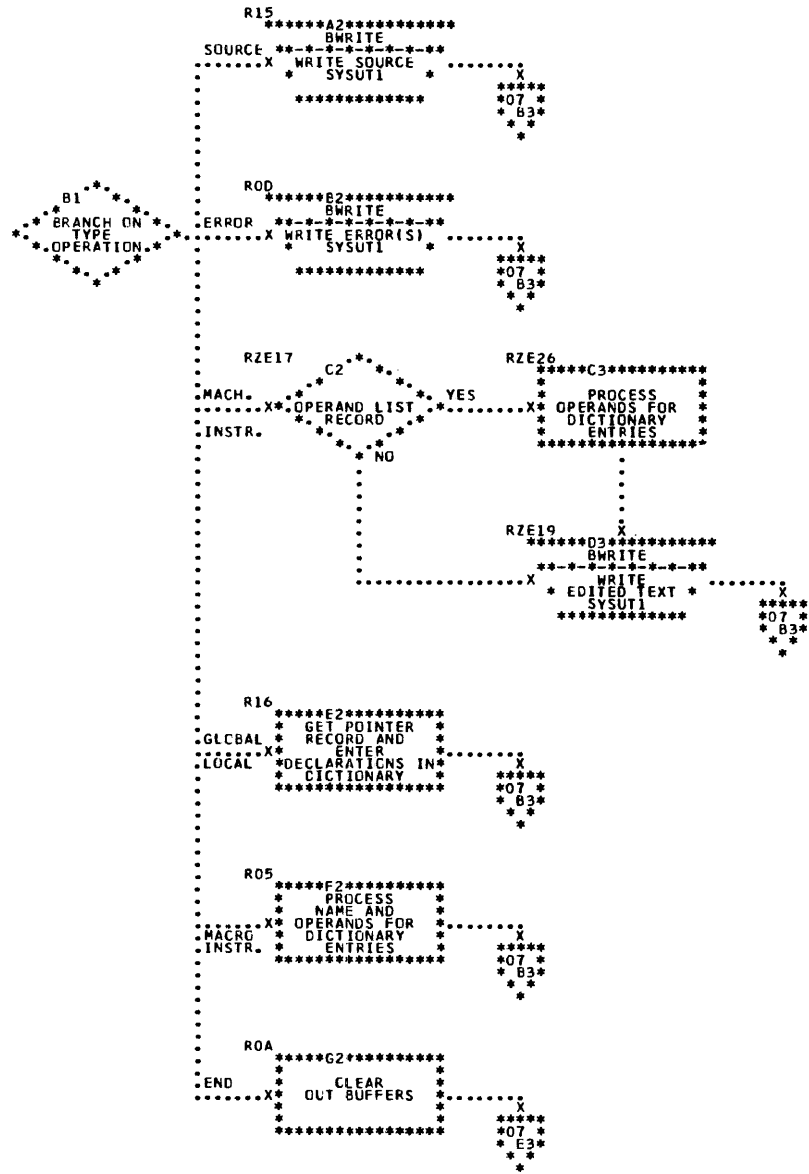 R15
A2
BWRITE
SOURCE
WRITE SOURCE
SYSUT1
07
B3
B1
BRANCH ON
TYPE
OPERATION
R0D
B2
BWRITE
ERROR
WRITE ERROR(S)
SYSUT1
07
B3
RZE17
C2
MACH.
INSTR.
OPERAND LIST
RECORD
YES
NO
RZE26
C3
PROCESS
OPERANDS FOR
DICTIONARY
ENTRIES
RZE19
D3
BWRITE
WRITE
EDITED TEXT
SYSUT1
07
B3
R16
E2
GLOBAL
LOCAL
GET POINTER
RECORD AND
ENTER
DECLARATIONS IN
DICTIONARY
07
B3
R05
F2
MACRO
INSTR.
PROCESS
NAME AND
OPERANDS FOR
DICTIONARY
ENTRIES
07
B3
R0A
G2
END
CLEAR
OUT BUFFERS
07
E3